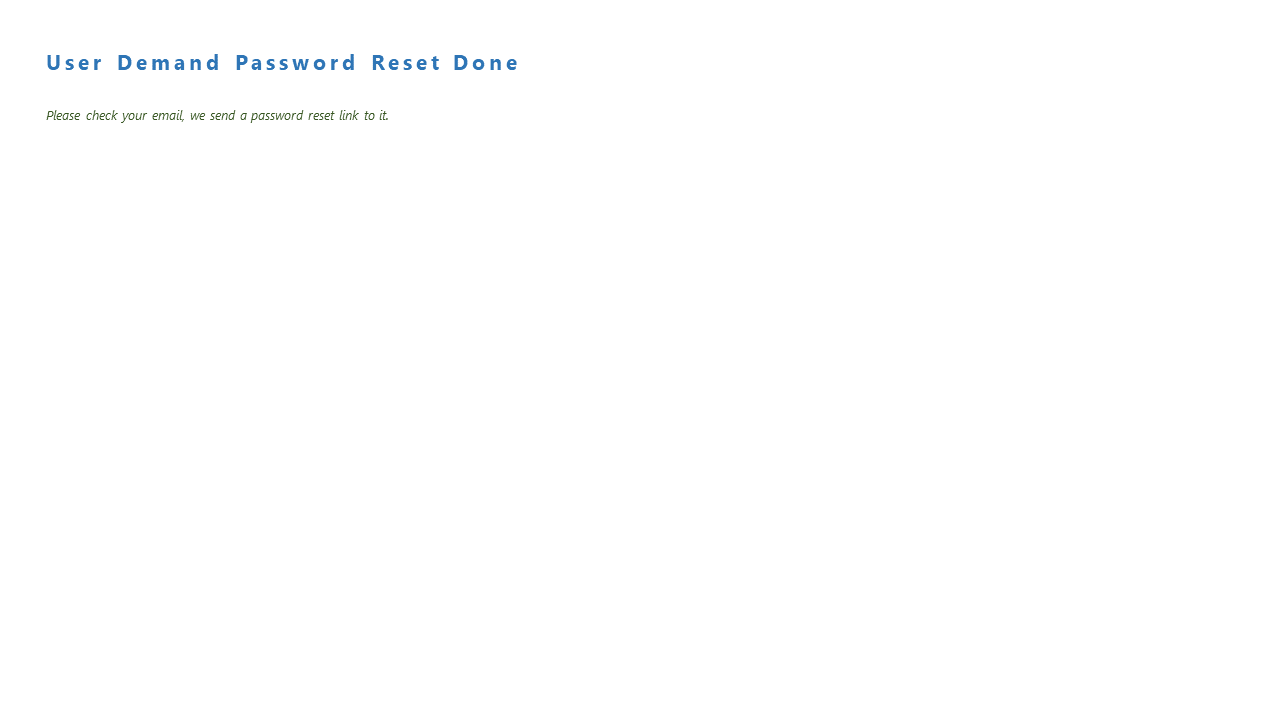 User Demand Password Reset Done
Please check your email, we send a password reset link to it.